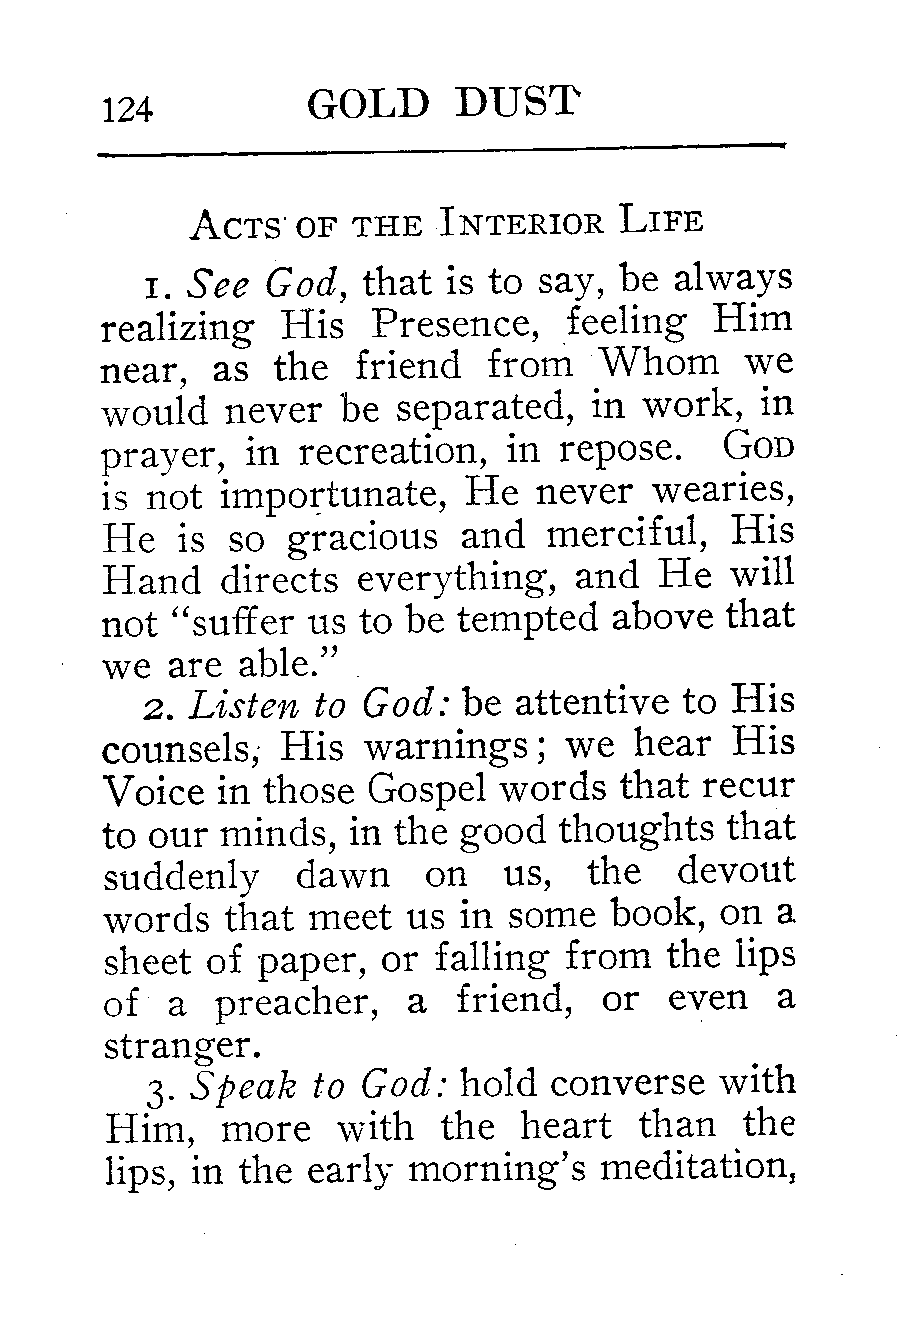 124 GOLD DUST
ACTS OF THE INTERIOR LIFE
1. See God, that is to say, be always
realizing His Presence, feeling Him
near, as the friend from Whom we
would never be separated, in work, in
prayer, in recreation, in repose. GOD
is not importunate, He never wearies,
He is so gracious and merciful, His
Hand directs everything, and He will
not “suffer us to be tempted above that
we are able.”
2. Listen to God: be attentive to His
counsels, His warnings; we hear His
Voice in those Gospel words that recur
to our minds, in the good thoughts that
suddenly dawn on us, the devout
words that meet us in some book, on a
sheet of paper, or falling from the lips
of a preacher, a friend, or even a
stranger.
3. Speak to God: hold converse with
Him, more with the heart than the
lips, in the early morning’s meditation,